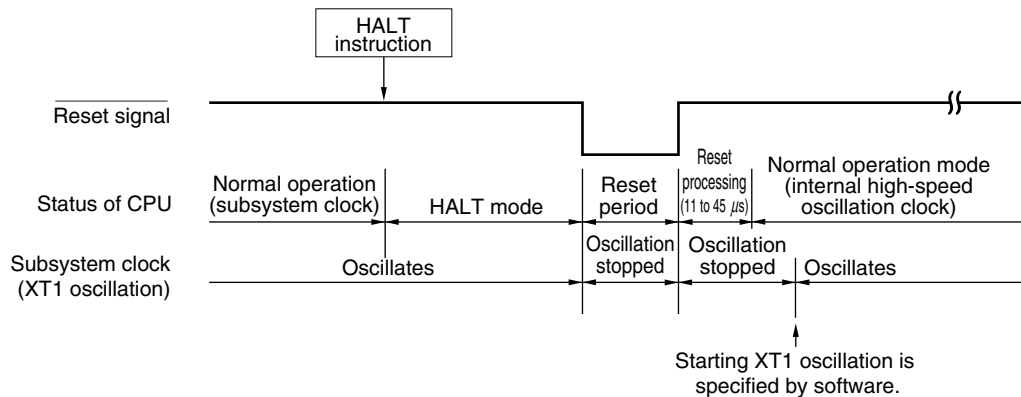 HALT
instruction
Reset signal
Status of CPU
Normal operation
(subsystem clock)
HALT mode
Reset
period
Reset
processing
(11 to 45 μs)
Normal operation mode
(internal high-speed
oscillation clock)
Subsystem clock
(XT1 oscillation)
Oscillates
Oscillation
stopped
Oscillation
stopped
Oscillates
Starting XT1 oscillation is
specified by software.